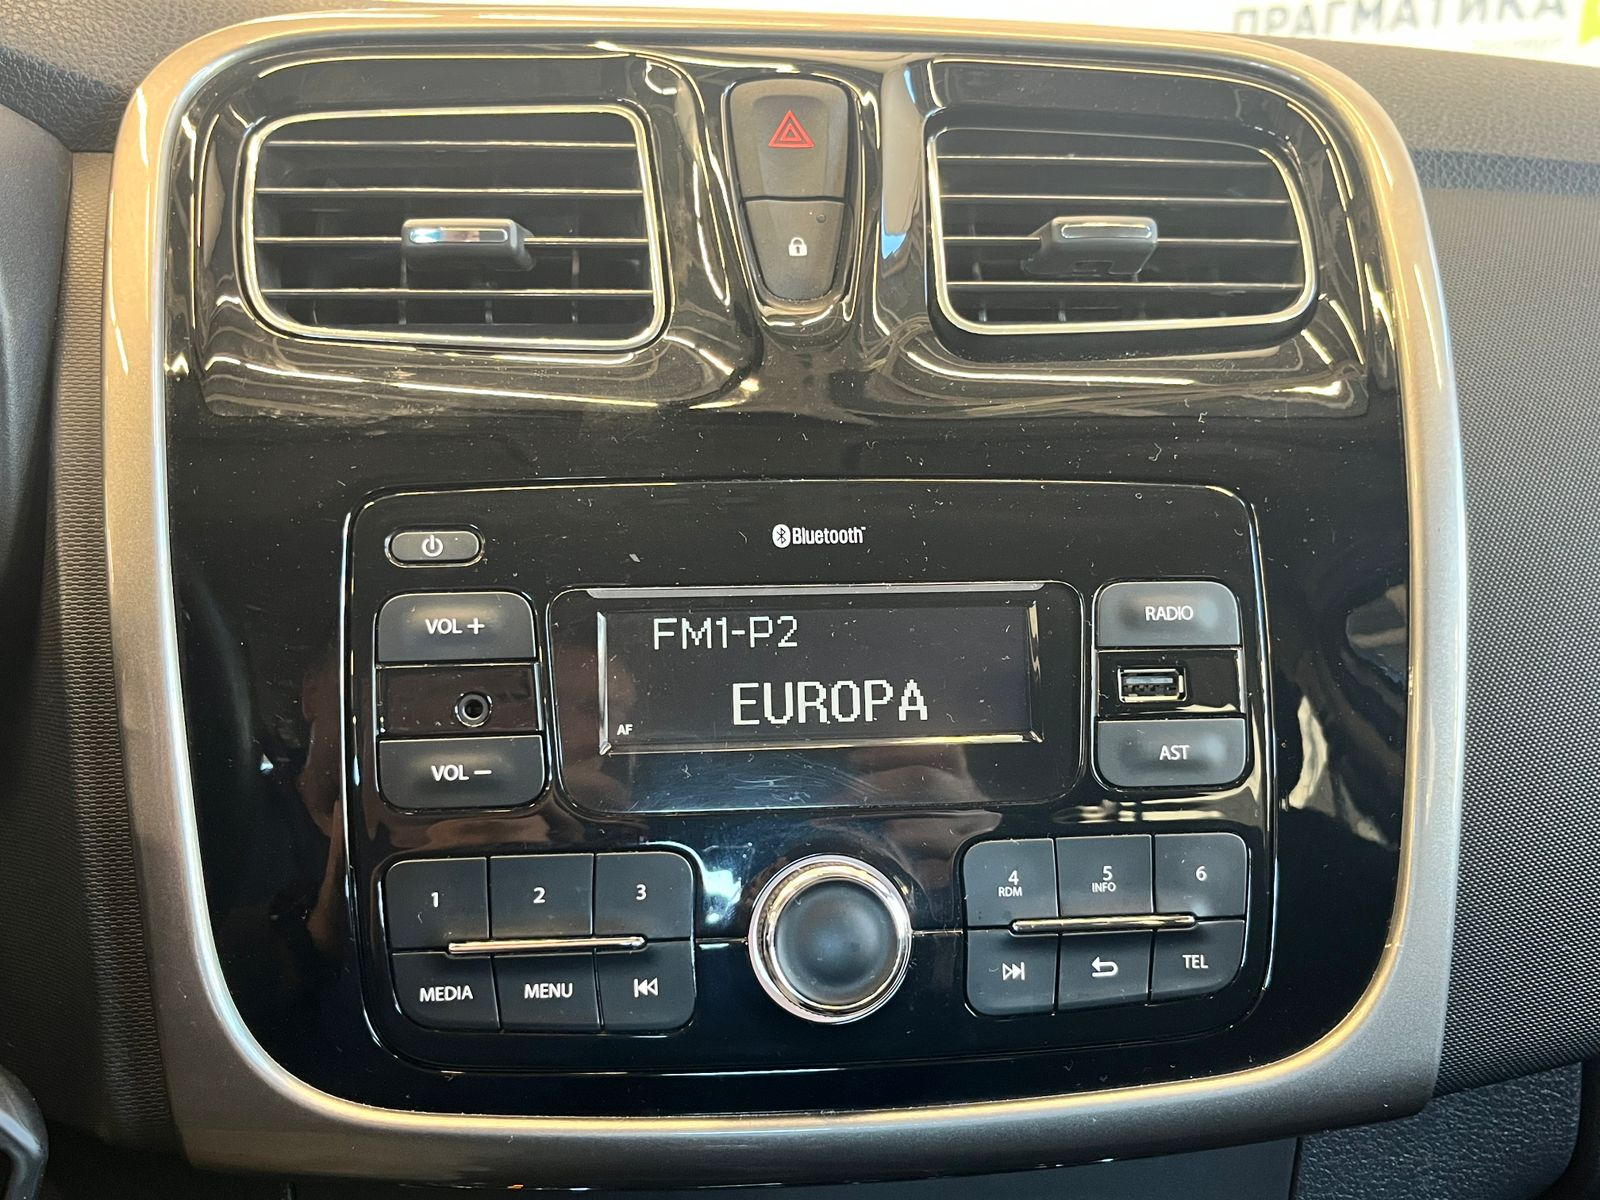 ПРАГМАТИКА
Bluetooth
VOL +
FM1-P2
RADIO
EUROPA
AF
VOL −
AST
1
2
3
4
RDM
5
INFO
6
MEDIA
MENU
TEL